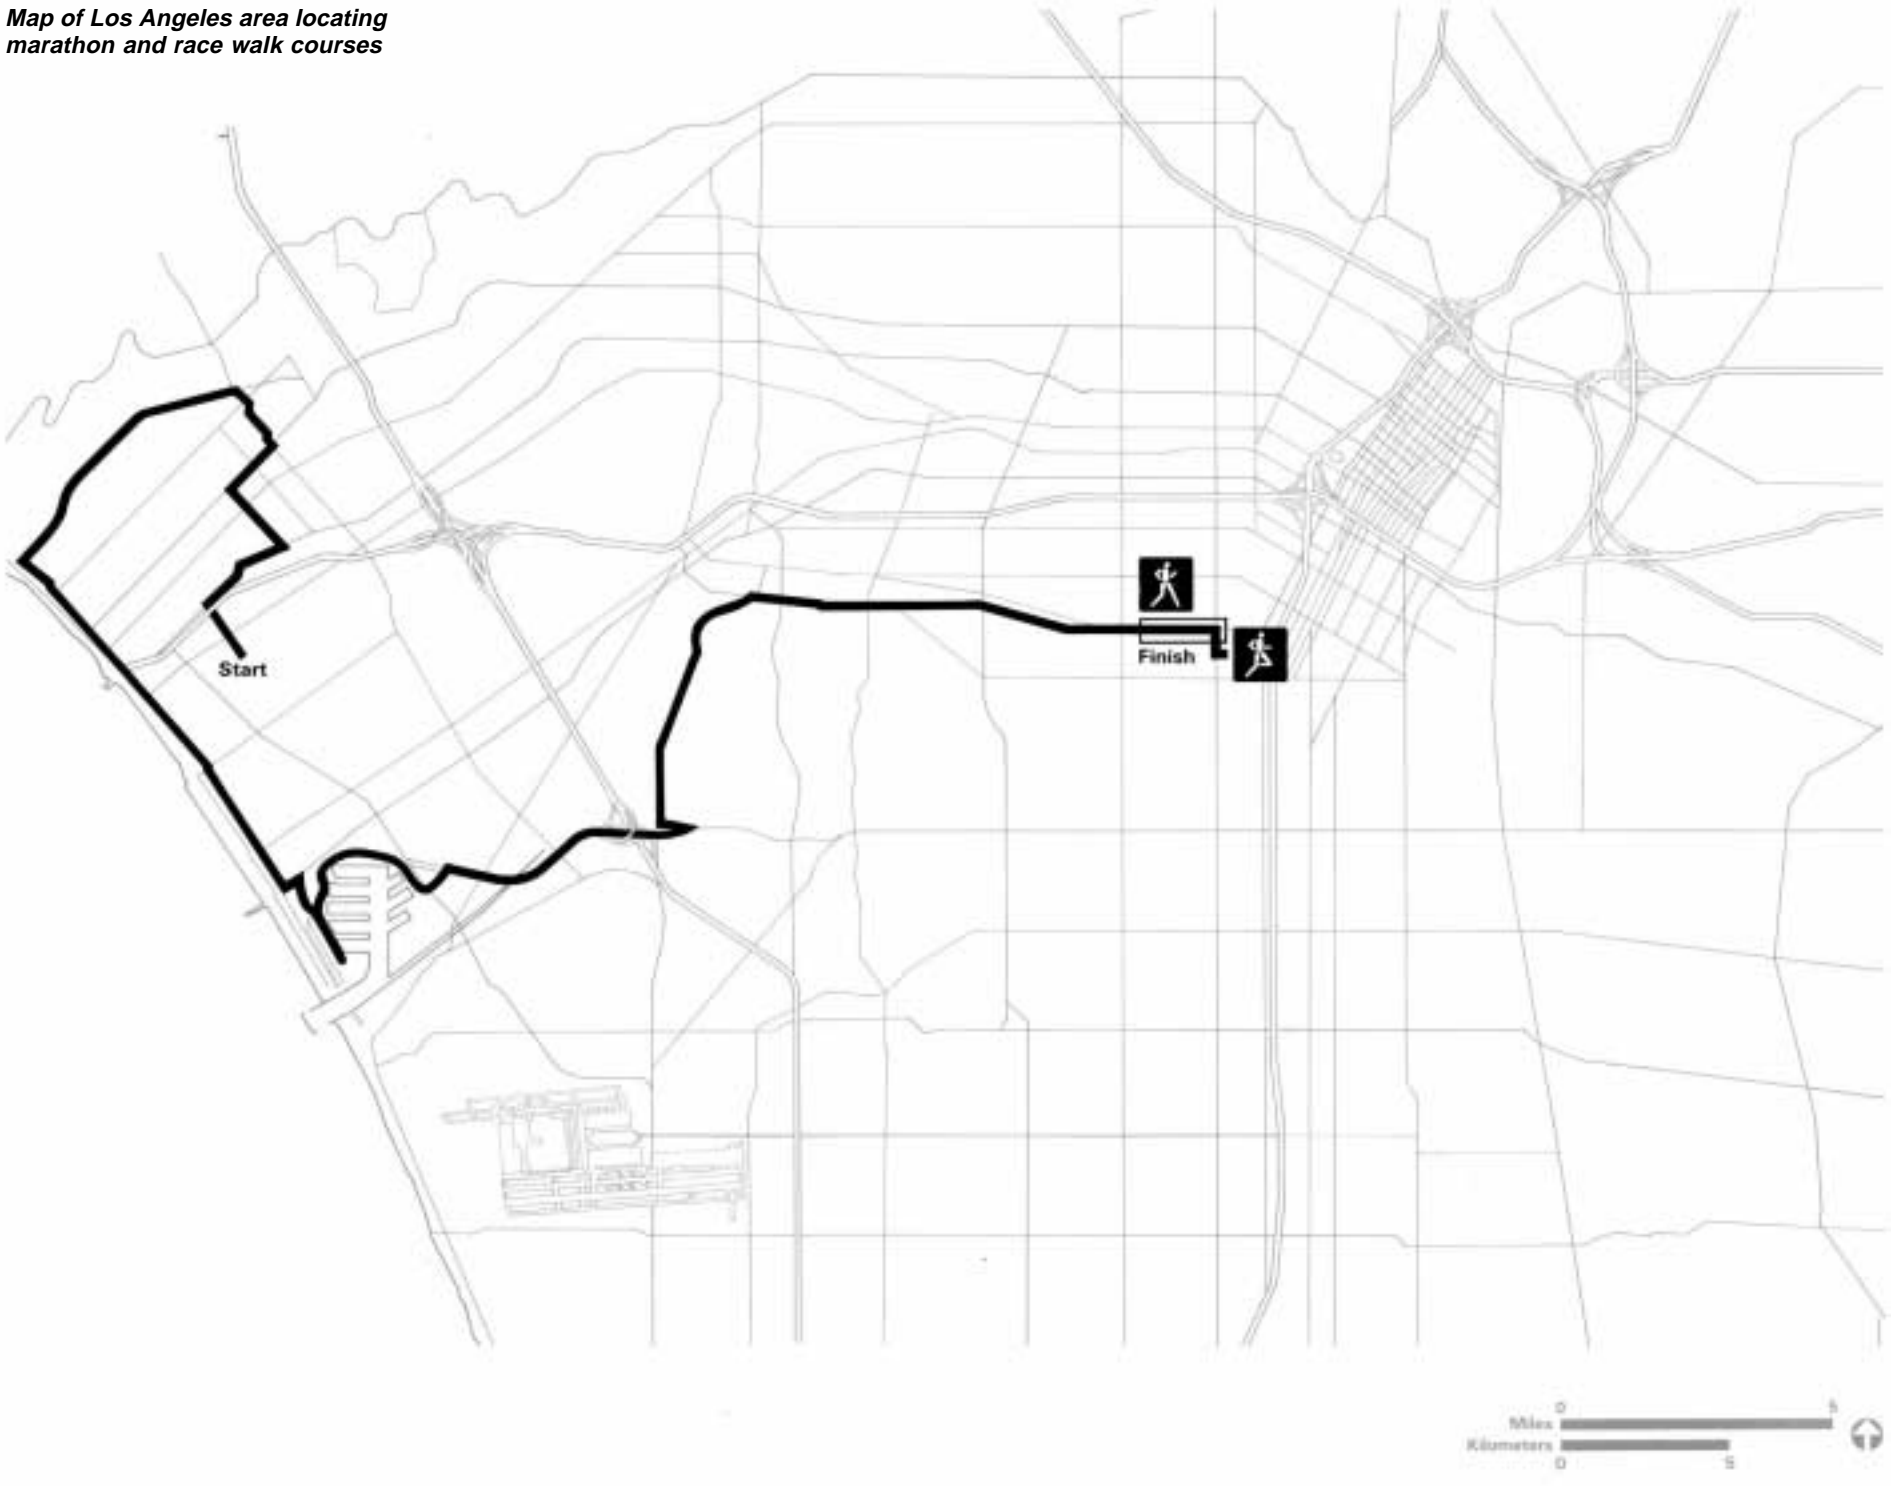 Map of Los Angeles area locating
marathon and race walk courses
Start
Finish
0 5
Miles
Kilometers
0 5